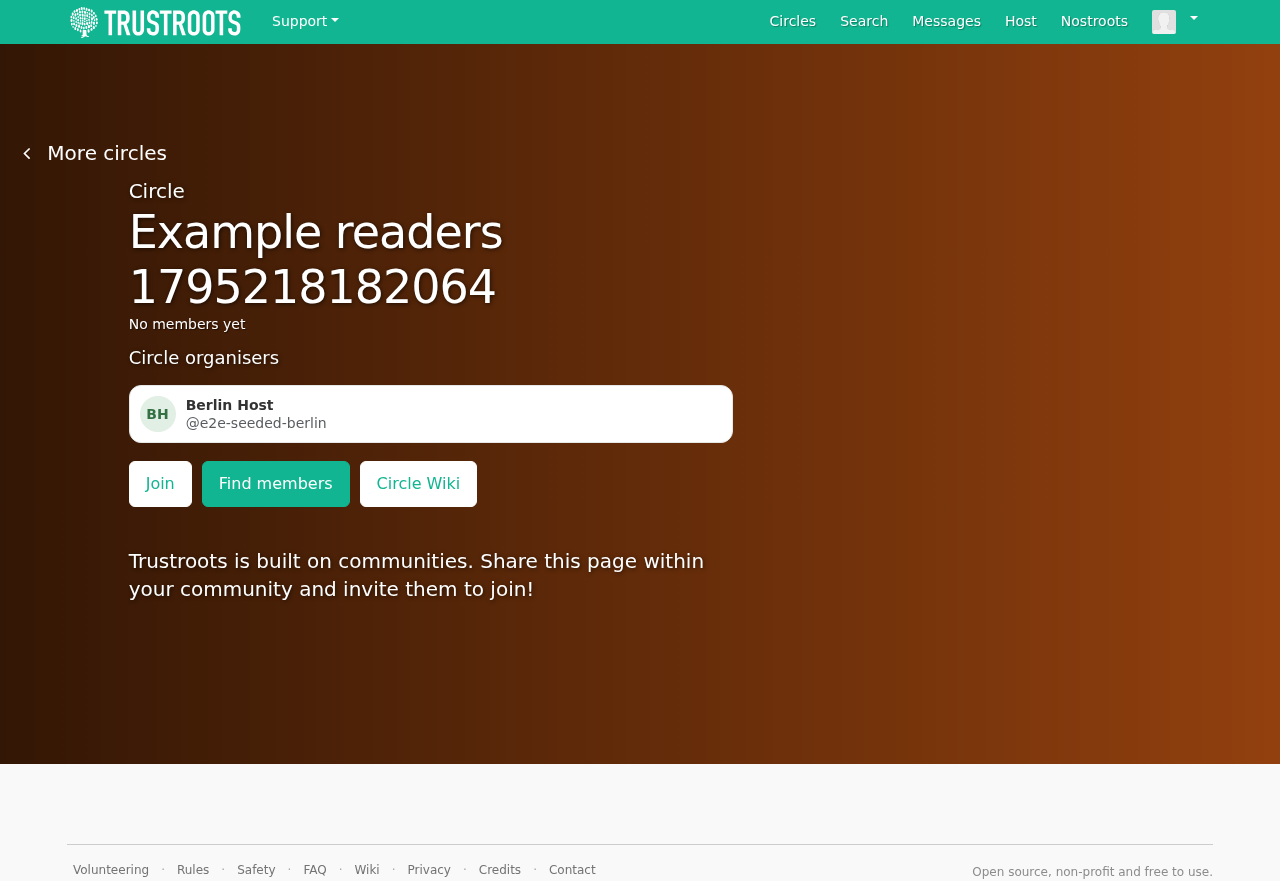 TRUSTROOTS Support Circles Search Messages Host Nostroots
More circles
Circle
Example readers
1795218182064
No members yet
Circle organisers
BH Berlin Host
@e2e-seeded-berlin
Join Find members Circle Wiki
Trustroots is built on communities. Share this page within
your community and invite them to join!
Volunteering · Rules · Safety · FAQ · Wiki · Privacy · Credits · Contact
Open source, non-profit and free to use.